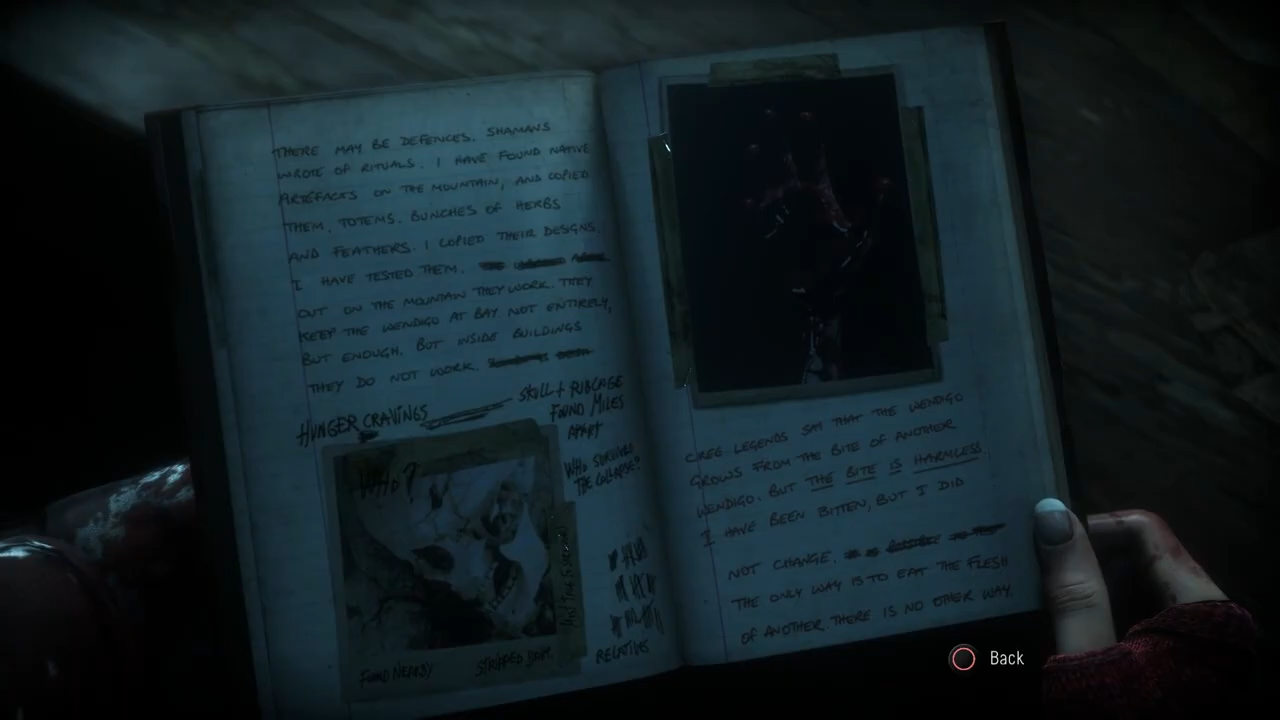 THERE MAY BE DEFENCES. SHAMANS
WROTE OF RITUALS. I HAVE FOUND NATIVE
ARTEFACTS ON THE MOUNTAIN, AND COPIED
THEM. TOTEMS. BUNCHES OF HERBS
AND FEATHERS. I COPIED THEIR DESIGNS,
I HAVE TESTED THEM.
OUT ON THE MOUNTAIN THEY WORK. THEY
KEEP THE WENDIGO AT BAY. NOT ENTIRELY,
BUT ENOUGH. BUT INSIDE BUILDINGS
THEY DO NOT WORK.
HUNGER CRAVINGS
SKULL + RIBCAGE
FOUND MILES
APART
WHO SURVIVED
THE COLLAPSE?
WHO?
FOUND NEARBY
STRIPPED BARE
RELATIVES
CREE LEGENDS SAY THAT THE WENDIGO
GROWS FROM THE BITE OF ANOTHER
WENDIGO. BUT THE BITE IS HARMLESS.
I HAVE BEEN BITTEN, BUT I DID
NOT CHANGE.
THE ONLY WAY IS TO EAT THE FLESH
OF ANOTHER. THERE IS NO OTHER WAY.
Back